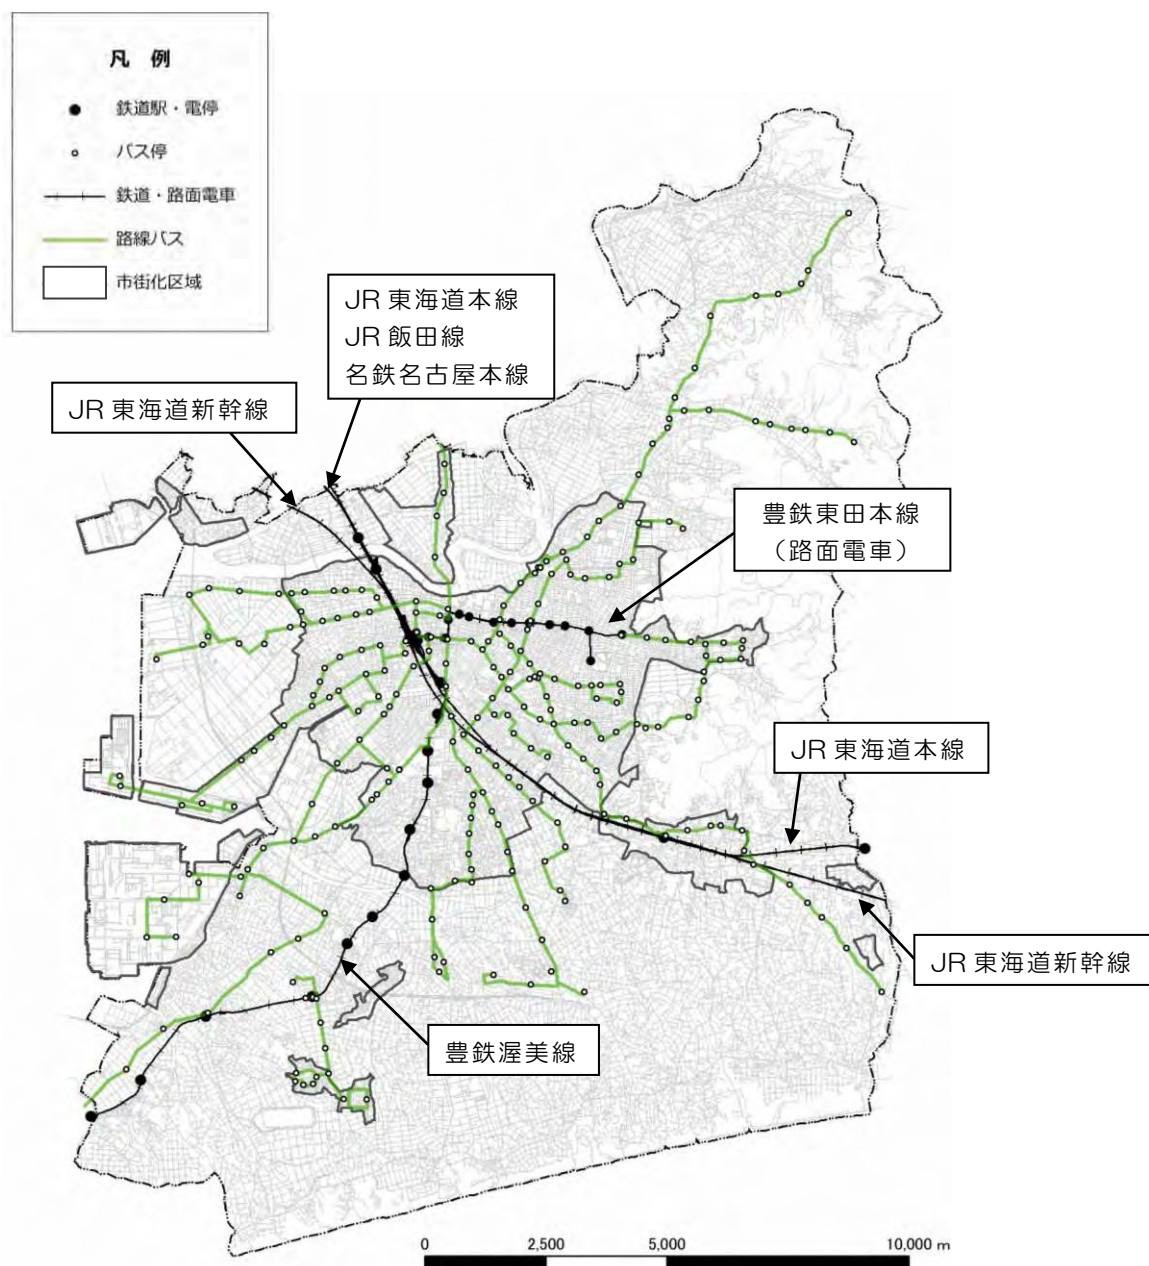 凡 例
鉄道駅・電停
バス停
鉄道・路面電車
路線バス
市街化区域
JR 東海道本線
JR 飯田線
名鉄名古屋本線
JR 東海道新幹線
豊鉄東田本線
（路面電車）
JR 東海道本線
JR 東海道新幹線
豊鉄渥美線
0 2,500 5,000 10,000 m